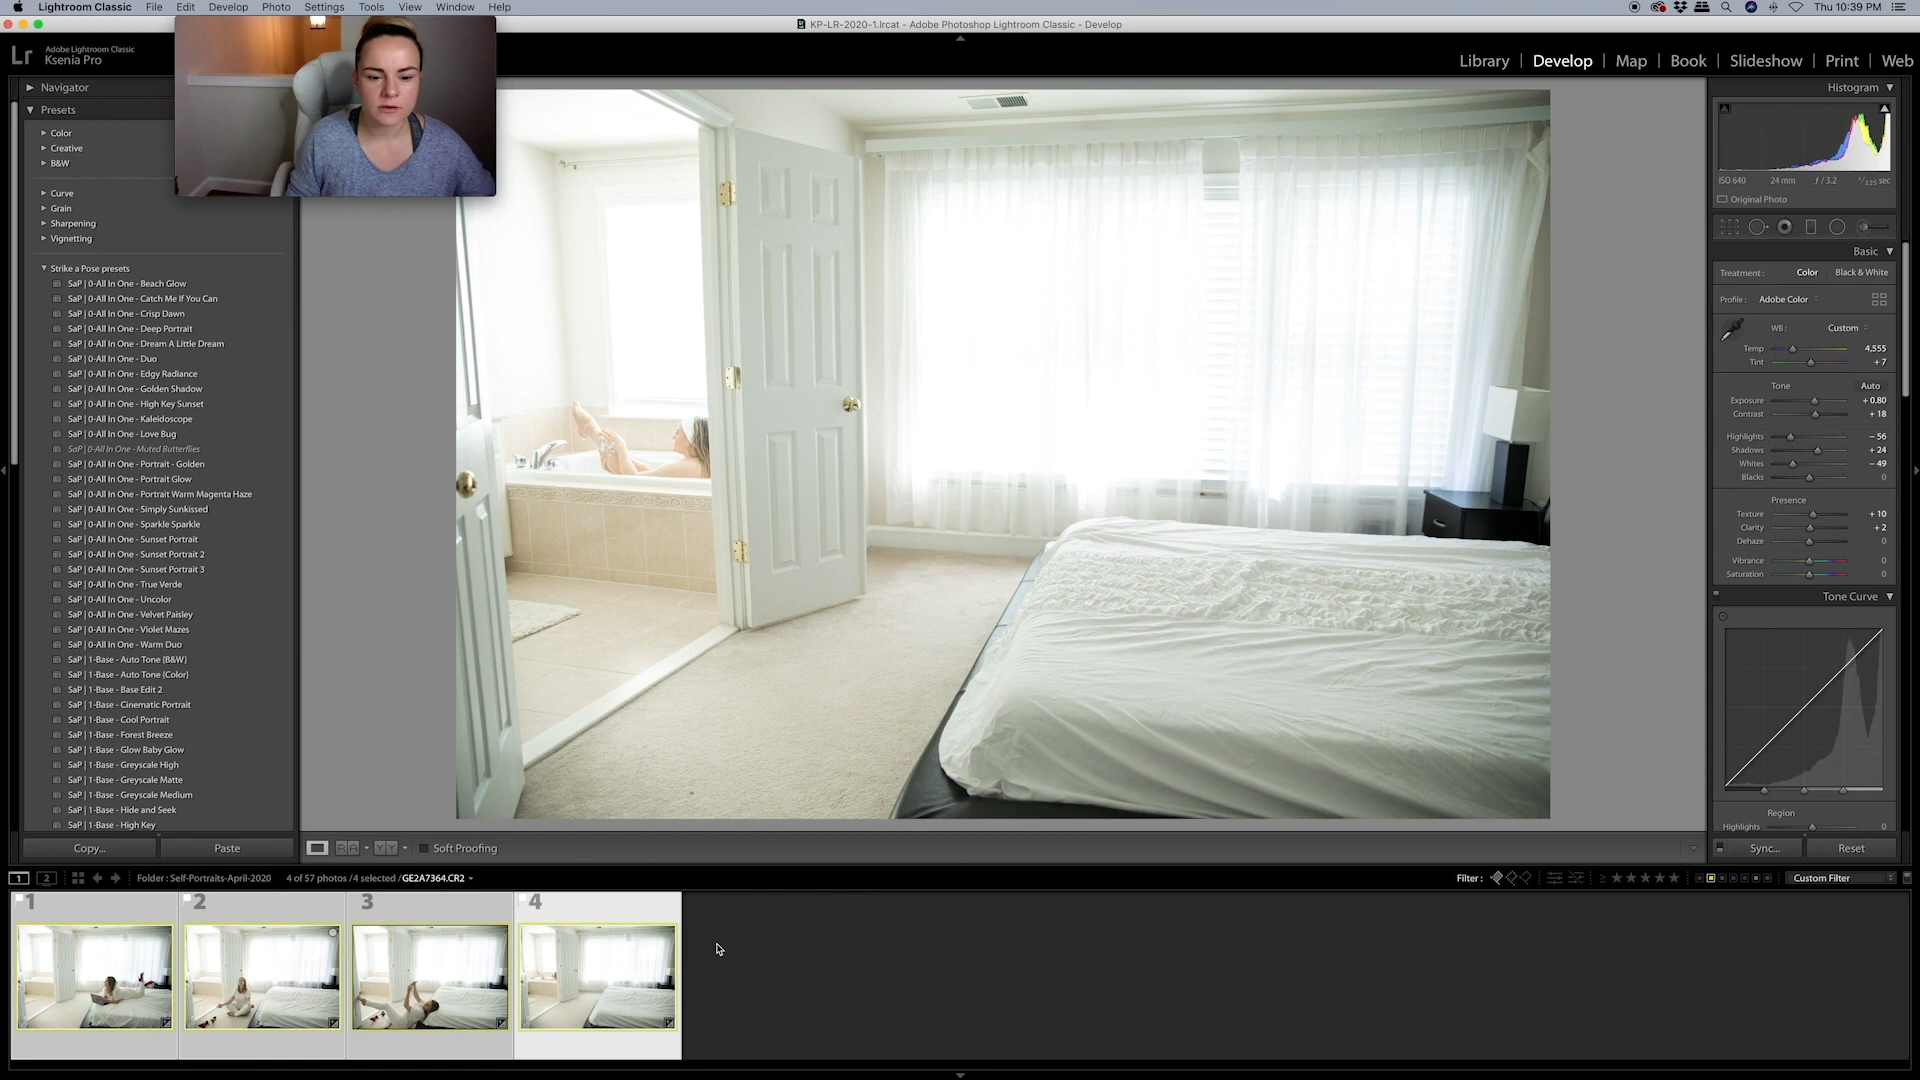 Lightroom Classic File Edit Develop Photo Settings Tools View Window Help
Thu 10:39 PM
KP-LR-2020-1.lrcat - Adobe Photoshop Lightroom Classic - Develop
Lr
Adobe Lightroom Classic
Ksenia Pro
Library | Develop | Map | Book | Slideshow | Print | Web
Navigator
Presets
Color
Creative
B&W
Curve
Grain
Sharpening
Vignetting
Strike a Pose presets
SaP | 0-All In One - Beach Glow
SaP | 0-All In One - Catch Me If You Can
SaP | 0-All In One - Crisp Dawn
SaP | 0-All In One - Deep Portrait
SaP | 0-All In One - Dream A Little Dream
SaP | 0-All In One - Duo
SaP | 0-All In One - Edgy Radiance
SaP | 0-All In One - Golden Shadow
SaP | 0-All In One - High Key Sunset
SaP | 0-All In One - Kaleidoscope
SaP | 0-All In One - Love Bug
SaP | 0-All In One - Muted Butterflies
SaP | 0-All In One - Portrait - Golden
SaP | 0-All In One - Portrait Glow
SaP | 0-All In One - Portrait Warm Magenta Haze
SaP | 0-All In One - Simply Sunkissed
SaP | 0-All In One - Sparkle Sparkle
SaP | 0-All In One - Sunset Portrait
SaP | 0-All In One - Sunset Portrait 2
SaP | 0-All In One - Sunset Portrait 3
SaP | 0-All In One - True Verde
SaP | 0-All In One - Uncolor
SaP | 0-All In One - Velvet Paisley
SaP | 0-All In One - Violet Mazes
SaP | 0-All In One - Warm Duo
SaP | 1-Base - Auto Tone (B&W)
SaP | 1-Base - Auto Tone (Color)
SaP | 1-Base - Base Edit 2
SaP | 1-Base - Cinematic Portrait
SaP | 1-Base - Cool Portrait
SaP | 1-Base - Forest Breeze
SaP | 1-Base - Glow Baby Glow
SaP | 1-Base - Greyscale High
SaP | 1-Base - Greyscale Matte
SaP | 1-Base - Greyscale Medium
SaP | 1-Base - Hide and Seek
SaP | 1-Base - High Key
Copy... Paste
Soft Proofing
Histogram
ISO 640 24 mm ƒ / 3.2 1/125 sec
Original Photo
Basic
Treatment : Color Black & White
Profile : Adobe Color
WB : Custom
Temp 4,555
Tint + 7
Tone Auto
Exposure + 0.80
Contrast + 18
Highlights – 56
Shadows + 24
Whites – 49
Blacks 0
Presence
Texture + 10
Clarity + 2
Dehaze 0
Vibrance 0
Saturation 0
Tone Curve
Region
Highlights 0
Sync... Reset
1 2 Folder : Self-Portraits-April-2020 4 of 57 photos /4 selected /GE2A7364.CR2
Filter : ≥ Custom Filter
1 2 3 4